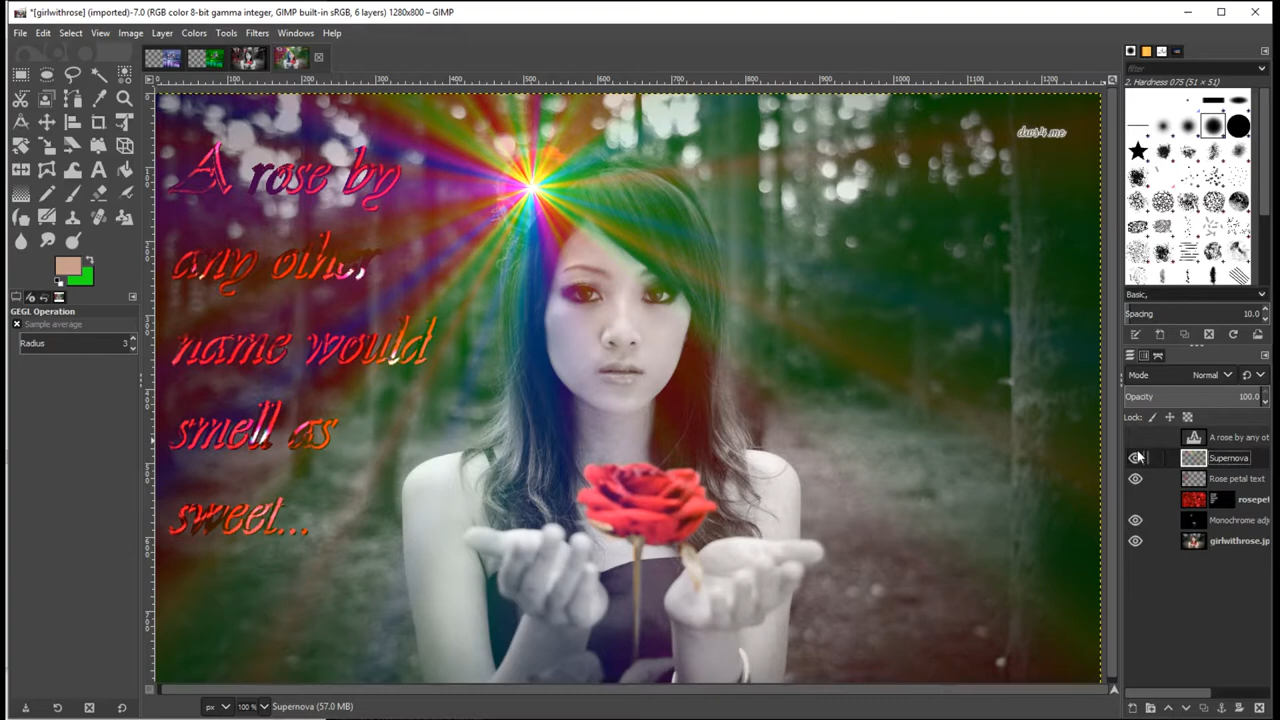 *[girlwithrose] (imported)-7.0 (RGB color 8-bit gamma integer, GIMP built-in sRGB, 6 layers) 1280x800 – GIMP
File Edit Select View Image Layer Colors Tools Filters Windows Help
filter
2. Hardness 075 (51 × 51)
dwr4.me
A rose by
any other
name would
smell as
sweet...
GEGL Operation
Sample average
Radius 3
Basic,
Spacing 10.0
Mode Normal
Opacity 100.0
Lock:
A rose by any ot
Supernova
Rose petal text
rosepet
Monochrome adj
girlwithrose.jp
px 100 % Supernova (57.0 MB)